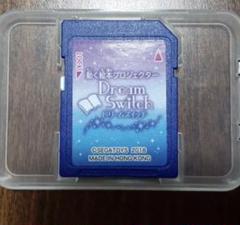 動く絵本プロジェクター
Dream
Switch
ドリームスイッチ
©SEGATOYS 2018
MADE IN HONG KONG